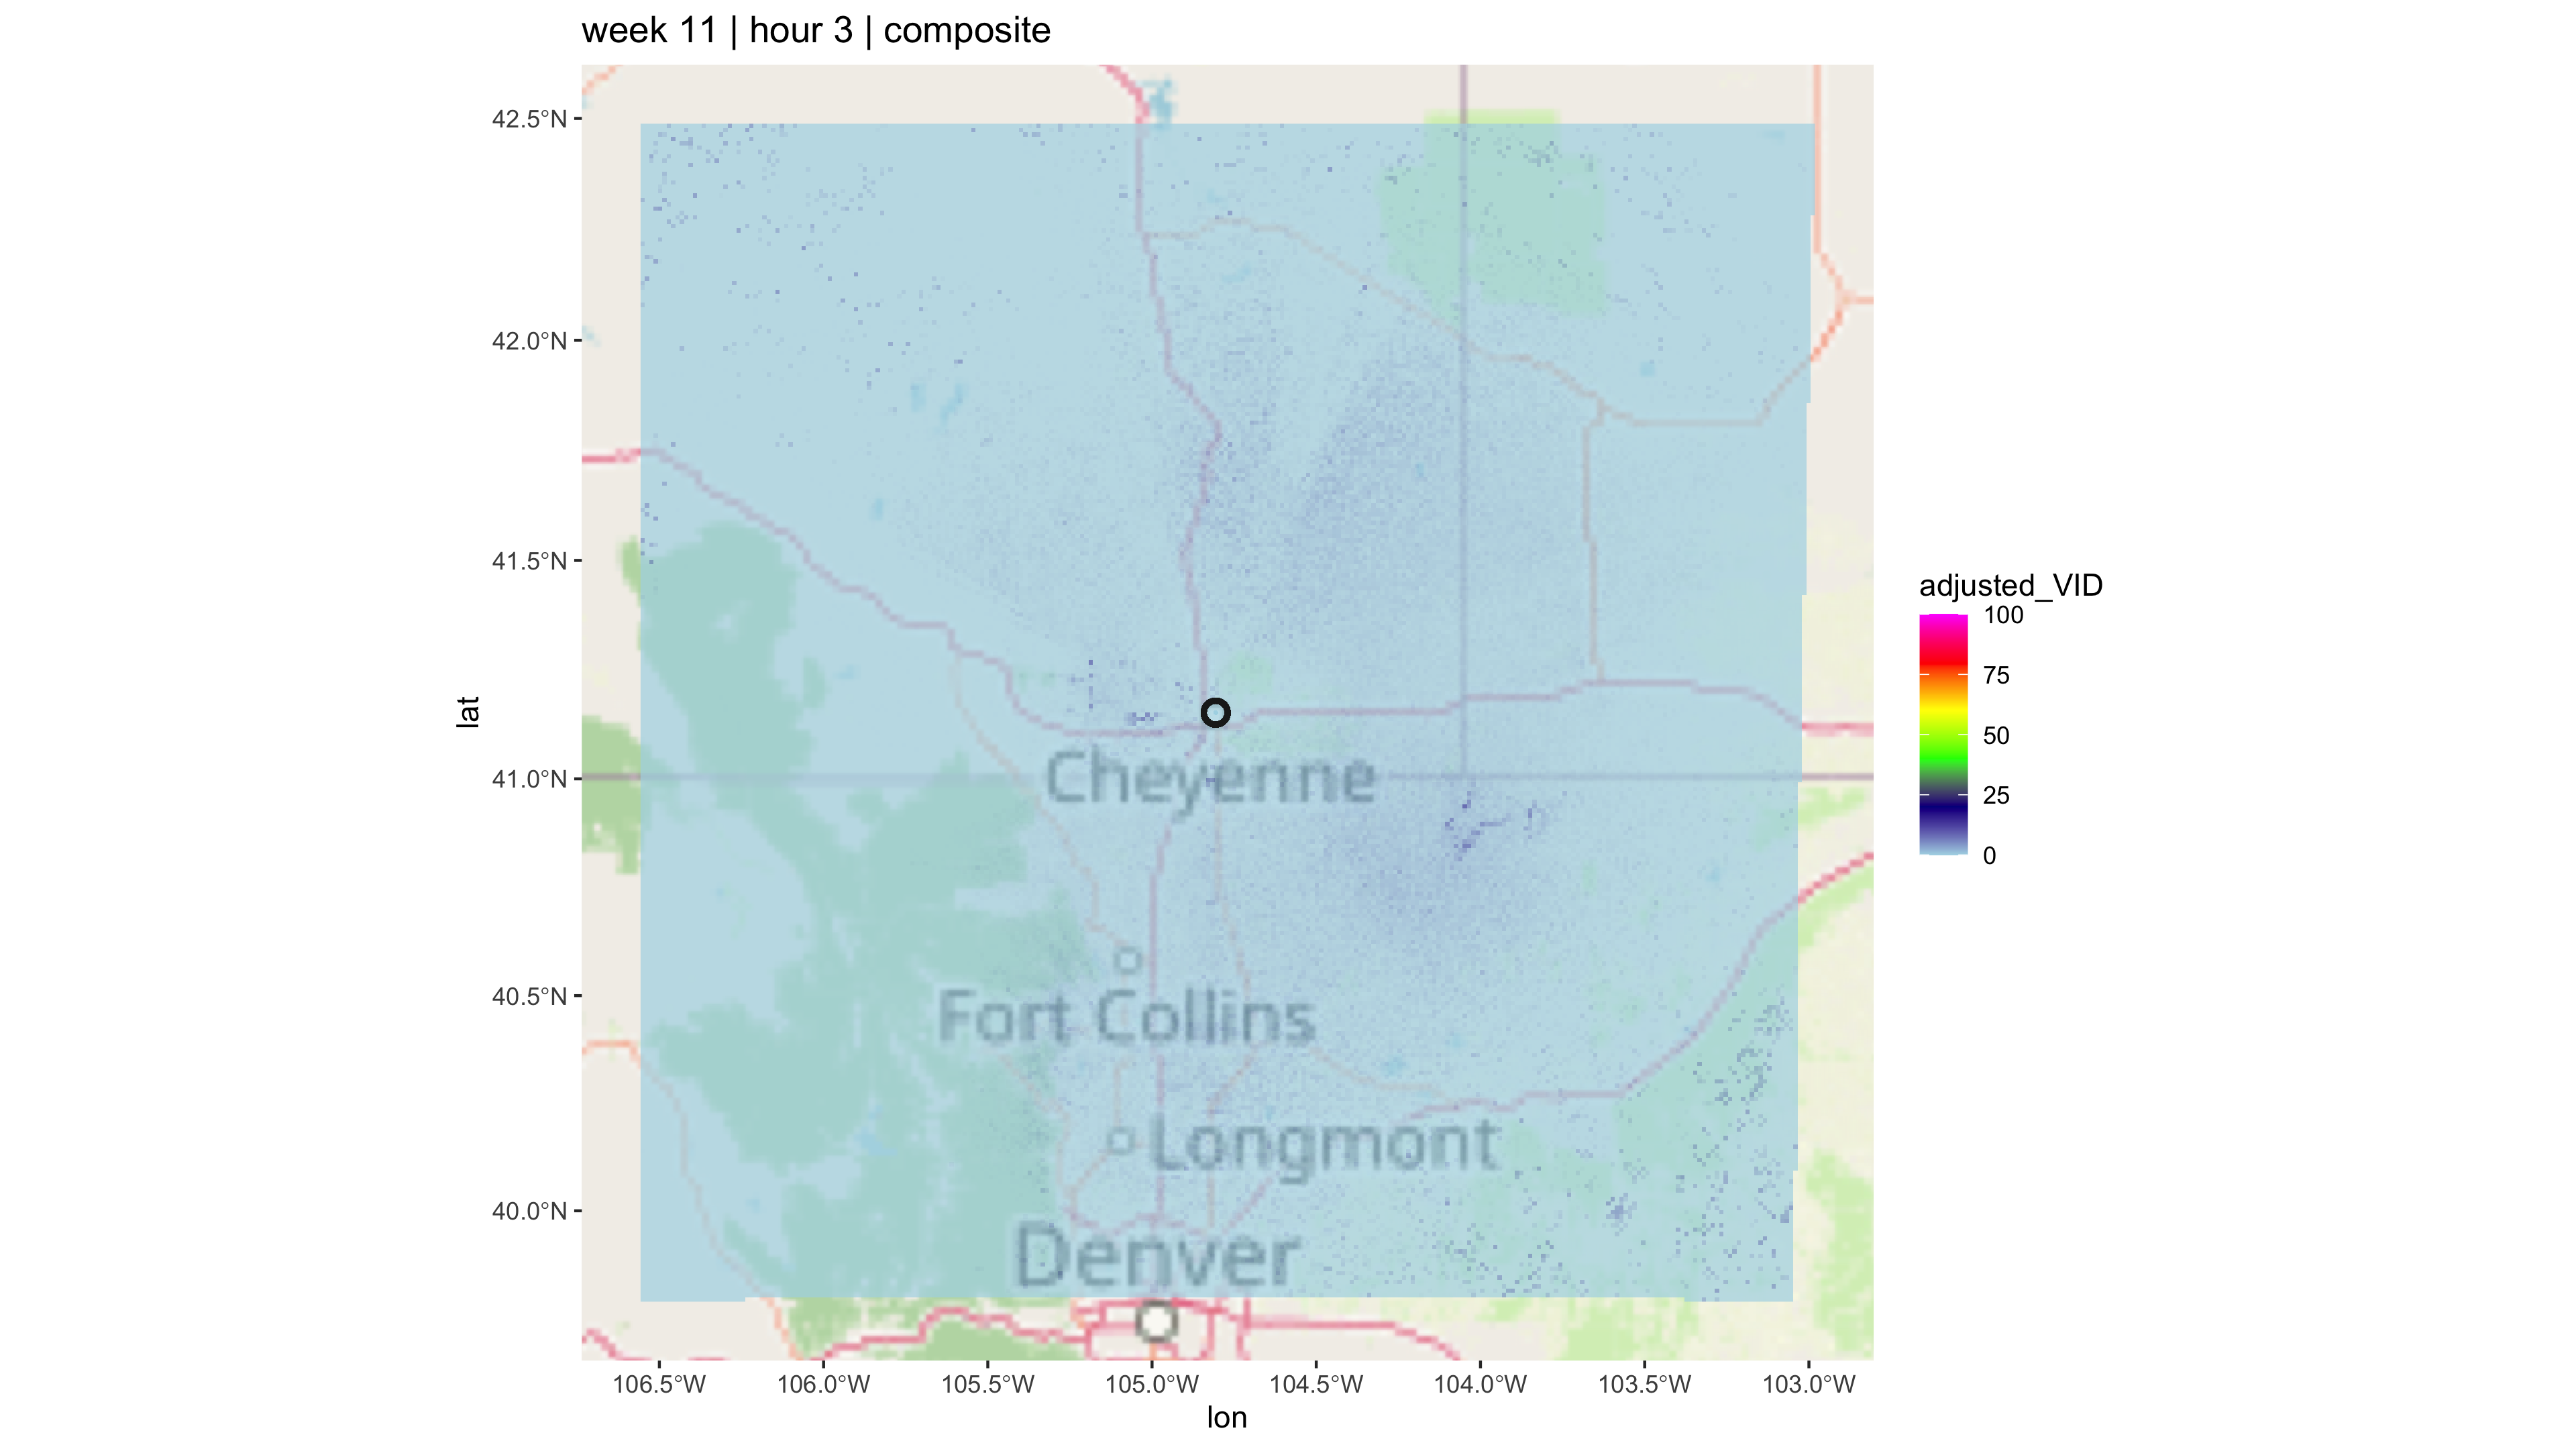 week 11 | hour 3 | composite
42.5°N
42.0°N
41.5°N
41.0°N
40.5°N
40.0°N
lat
Cheyenne
Fort Collins
Longmont
Denver
106.5°W
106.0°W
105.5°W
105.0°W
104.5°W
104.0°W
103.5°W
103.0°W
lon
adjusted_VID
100
75
50
25
0